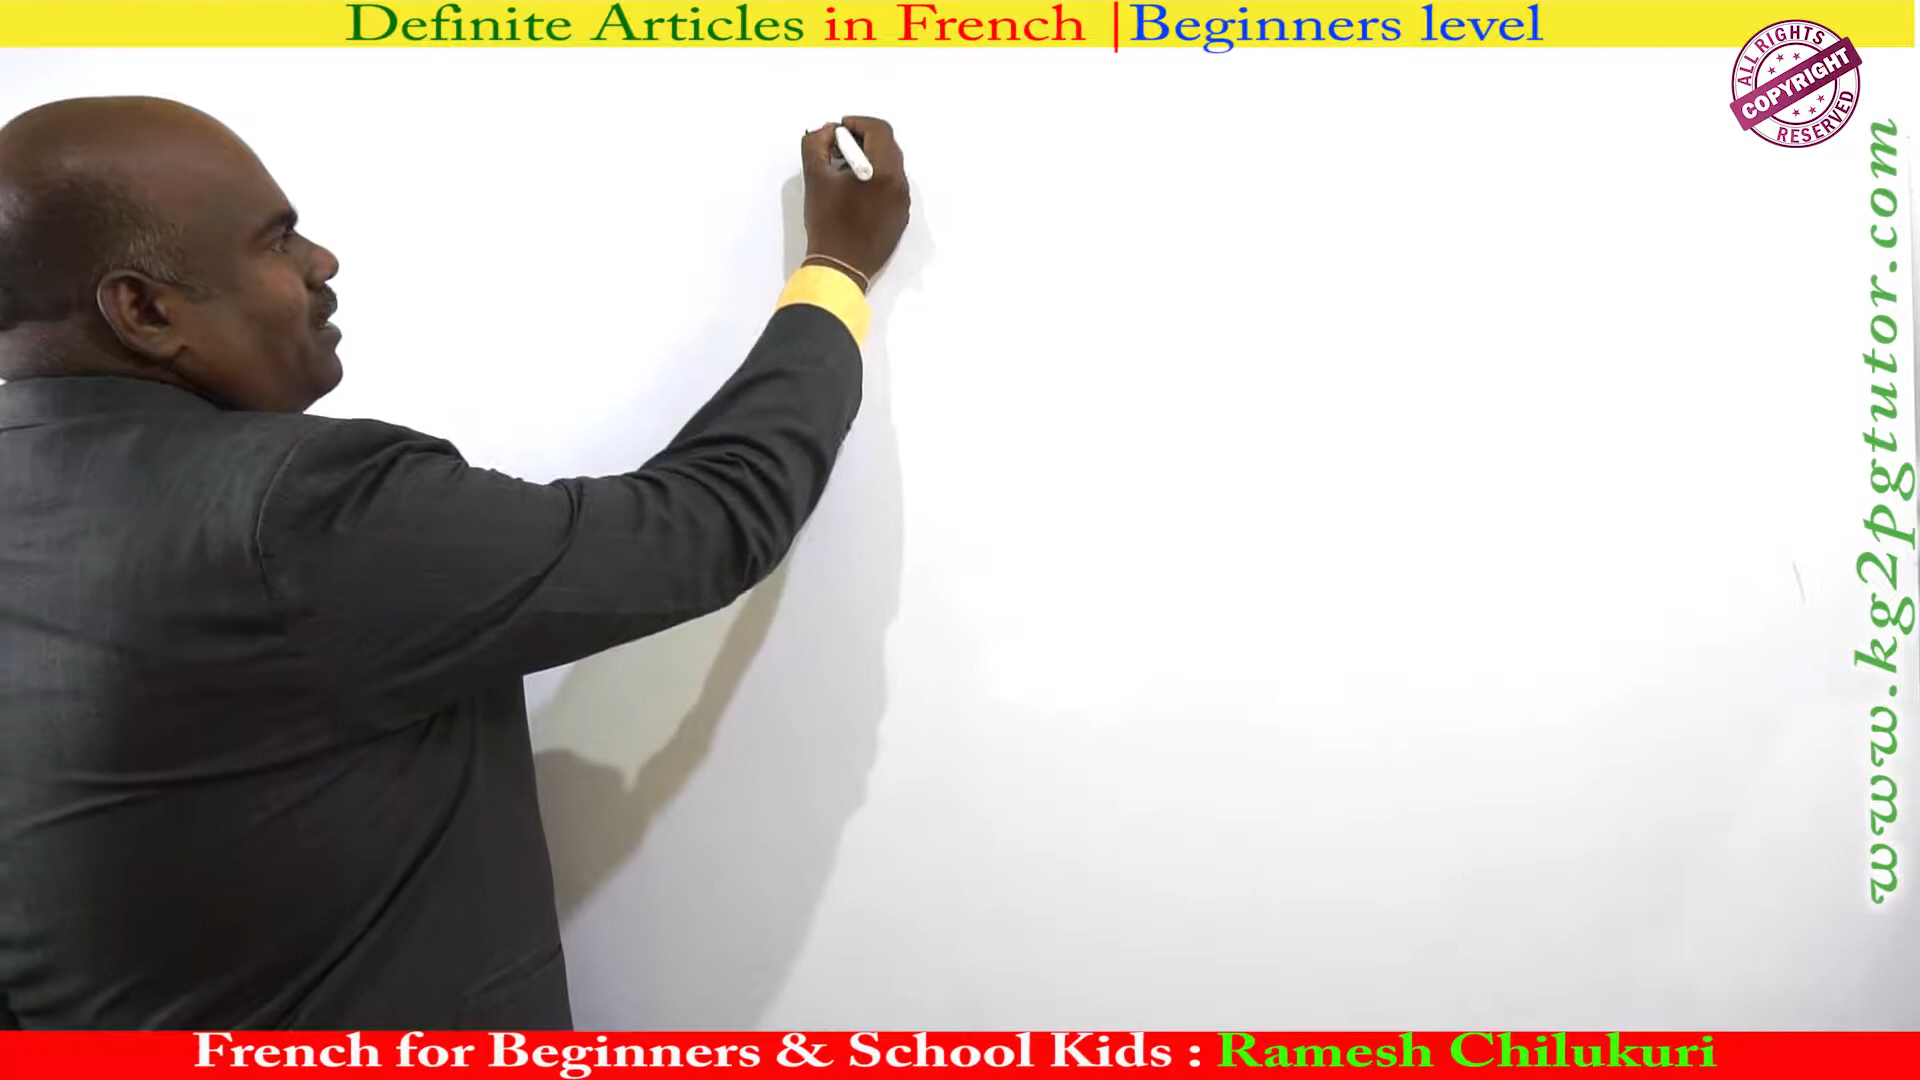 Definite Articles in French |Beginners level
ALL RIGHTS
COPYRIGHT
RESERVED
www.kg2pgtutor.com
French for Beginners & School Kids : Ramesh Chilukuri